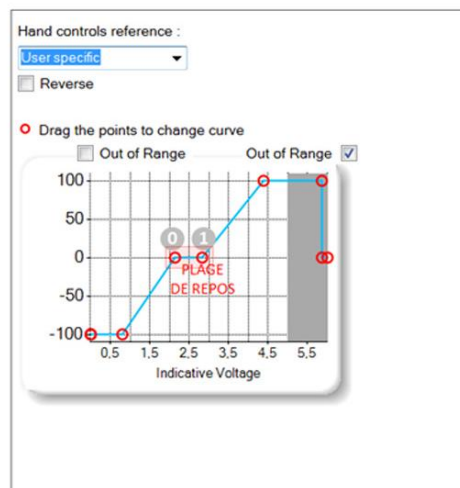 Hand controls reference :
User specific
Reverse
Drag the points to change curve
Out of Range Out of Range
100
50
0 1
0
PLAGE
DE REPOS
-50
-100
0,5 1,5 2,5 3,5 4,5 5,5
Indicative Voltage